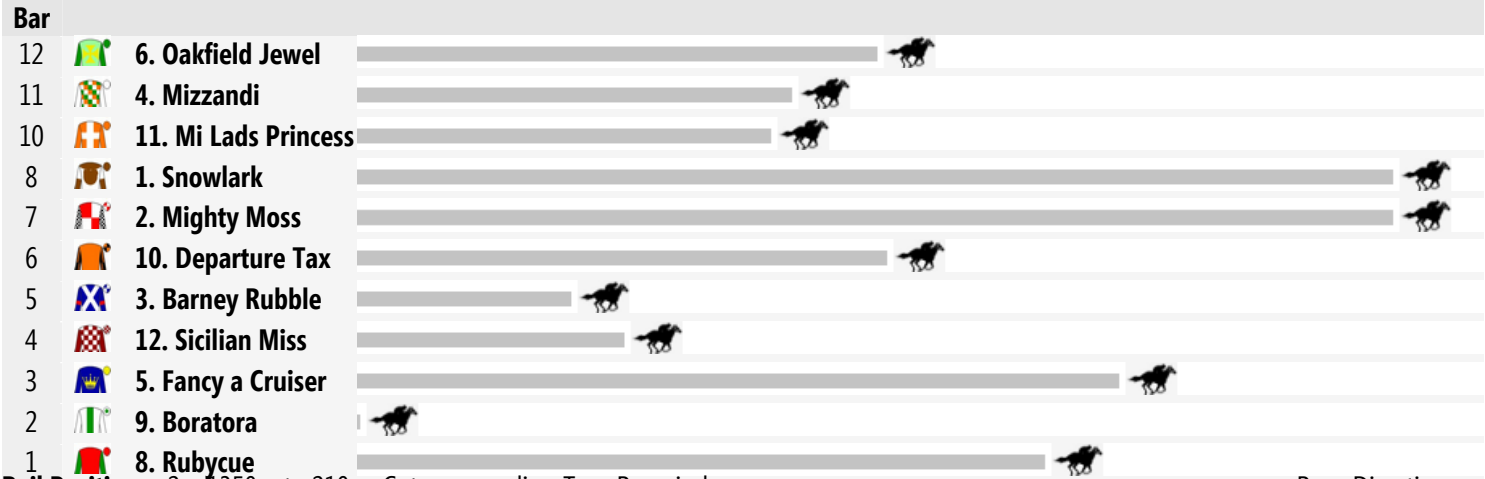 Bar
12 6. Oakfield Jewel
11 4. Mizzandi
10 11. Mi Lads Princess
8 1. Snowlark
7 2. Mighty Moss
6 10. Departure Tax
5 3. Barney Rubble
4 12. Sicilian Miss
3 5. Fancy a Cruiser
2 9. Boratora
1 8. Rubycue